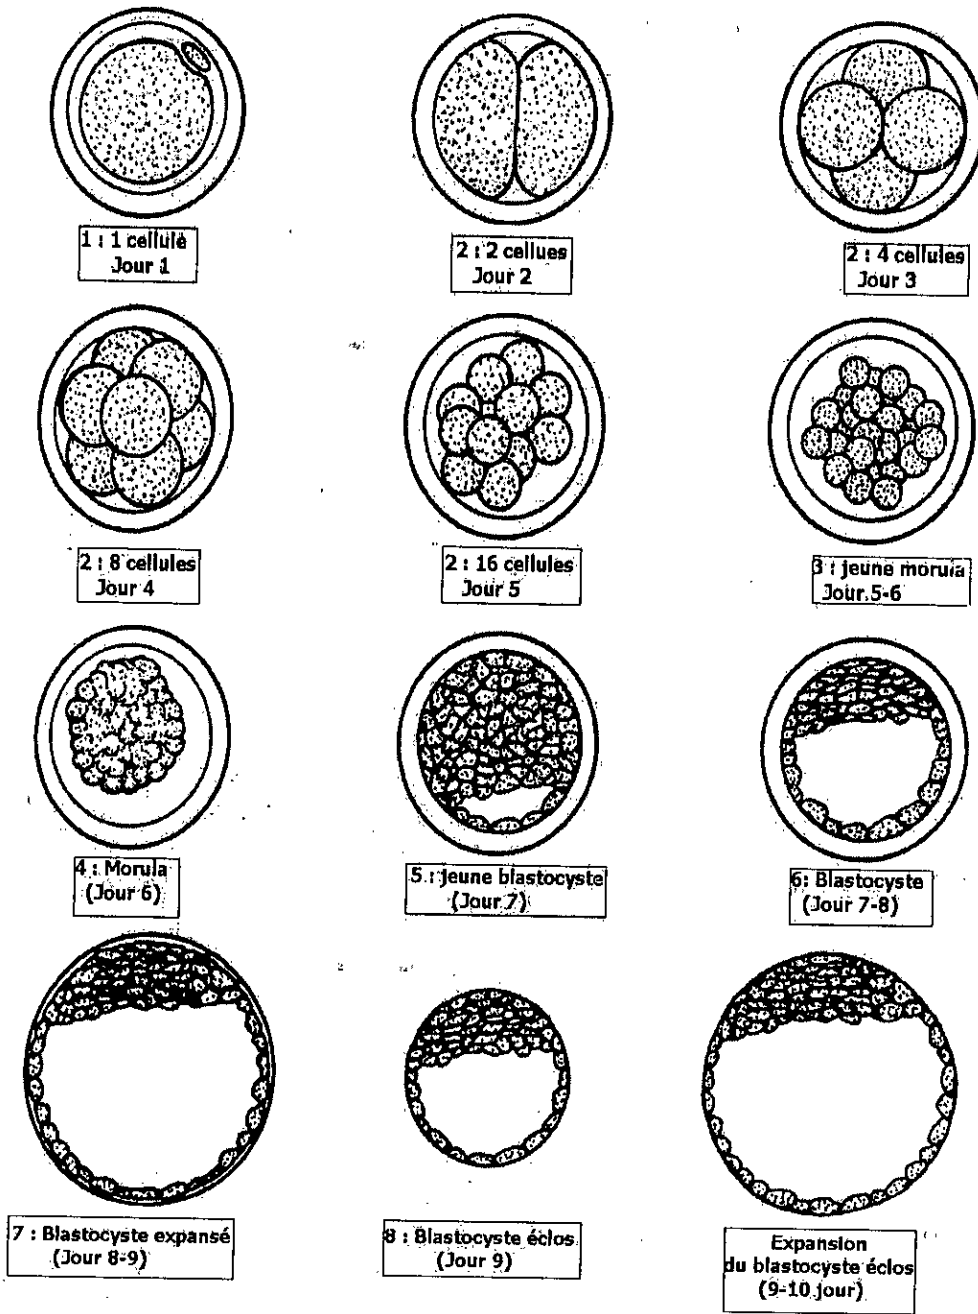 1 : 1 cellule
Jour 1
2 : 2 cellues
Jour 2
2 : 4 cellules
Jour 3
2 : 8 cellules
Jour 4
2 : 16 cellules
Jour 5
3 : jeune morula
Jour 5-6
4 : Morula
(Jour 6)
5 : jeune blastocyste
(Jour 7)
6: Blastocyste
(Jour 7-8)
7 : Blastocyste expansé
(Jour 8-9)
8 : Blastocyste éclos
(Jour 9)
Expansion
du blastocyste éclos
(9-10 jour)